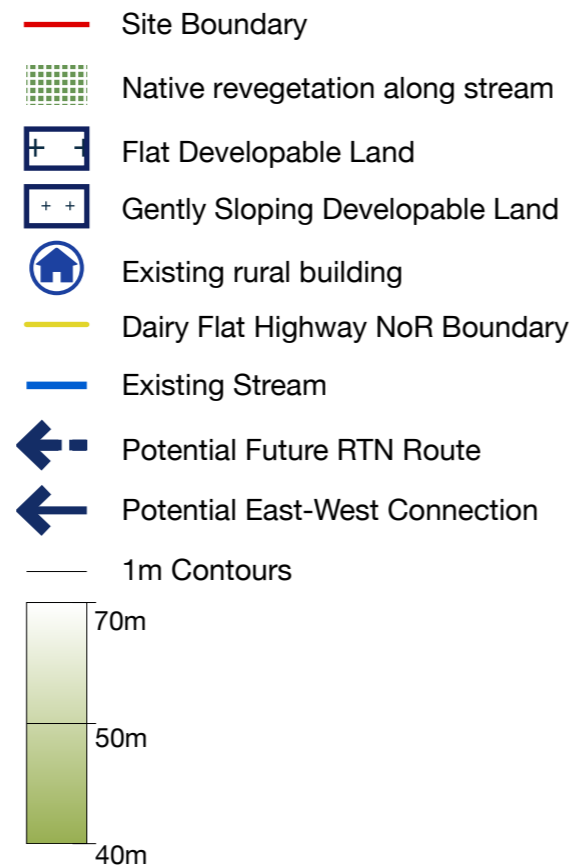 Site Boundary
Native revegetation along stream
Flat Developable Land
Gently Sloping Developable Land
Existing rural building
Dairy Flat Highway NoR Boundary
Existing Stream
Potential Future RTN Route
Potential East-West Connection
1m Contours
70m
50m
40m